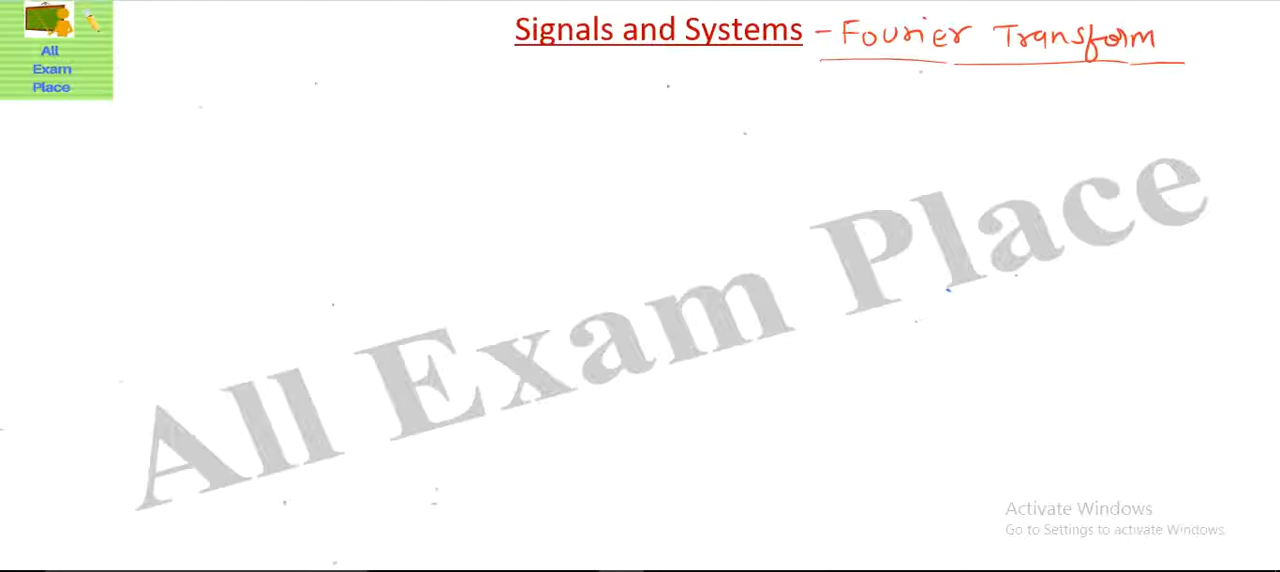 All
Exam
Place
Signals and Systems - Fourier Transform
All Exam Place
Activate Windows
Go to Settings to activate Windows.